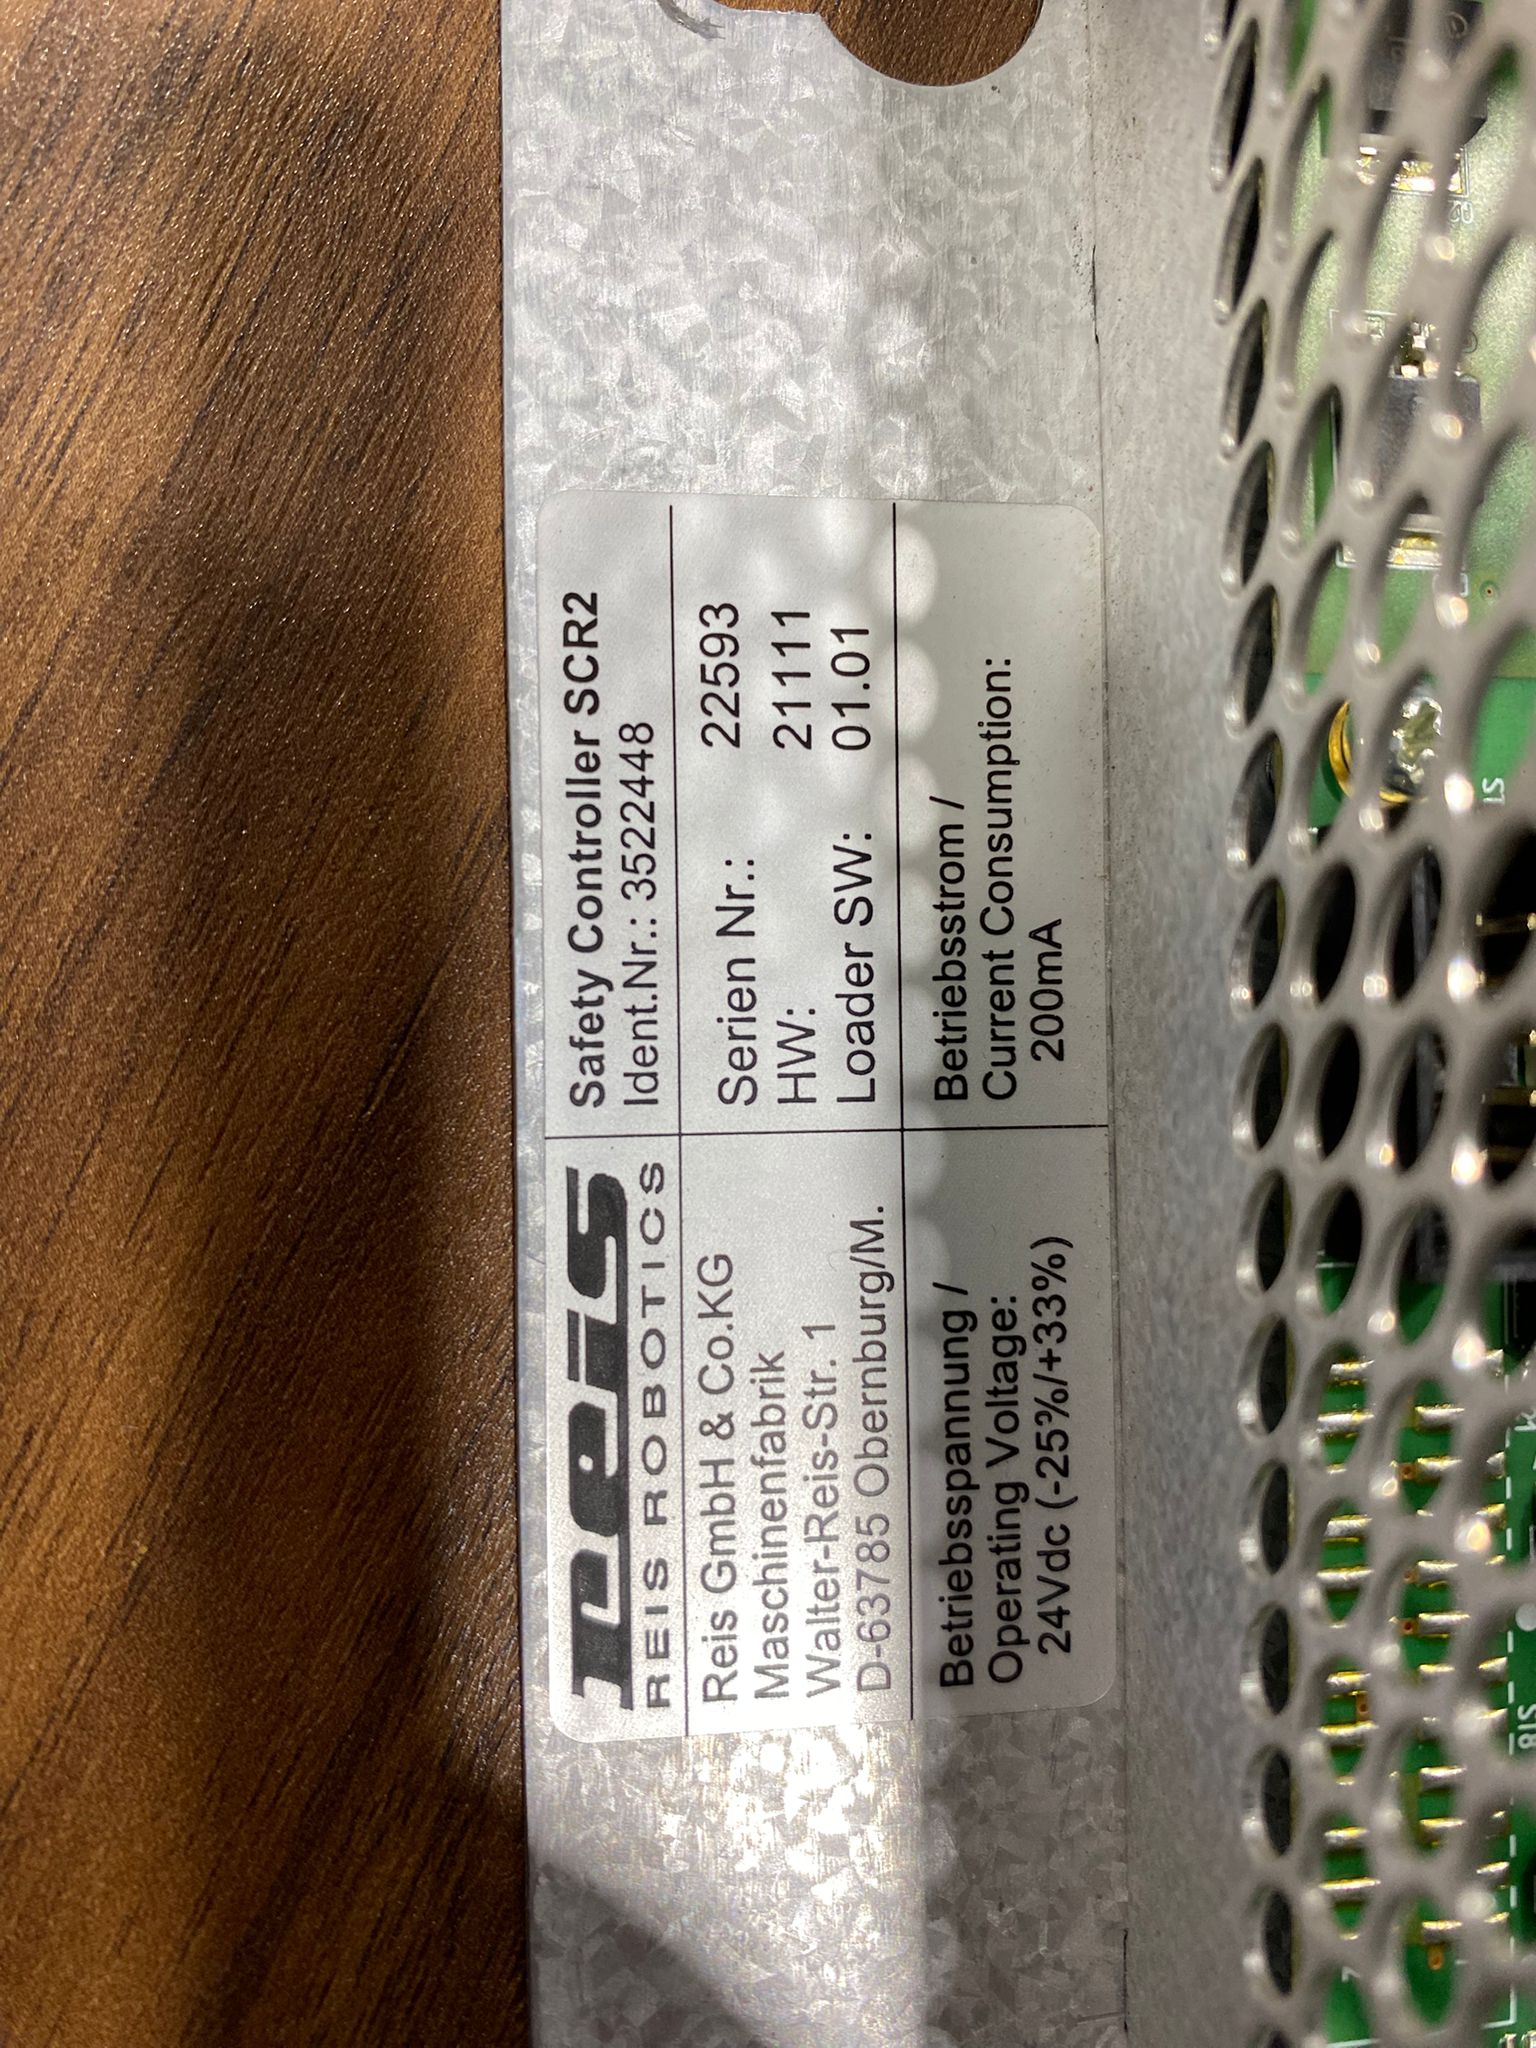 reis
REIS ROBOTICS
Safety Controller SCR2
Ident.Nr.: 3522448
Reis GmbH & Co.KG
Maschinenfabrik
Walter-Reis-Str. 1
D-63785 Obernburg/M.
Serien Nr.: 22593
HW: 21111
Loader SW: 01.01
Betriebsspannung /
Operating Voltage:
24Vdc (-25%/+33%)
Betriebsstrom /
Current Consumption:
200mA